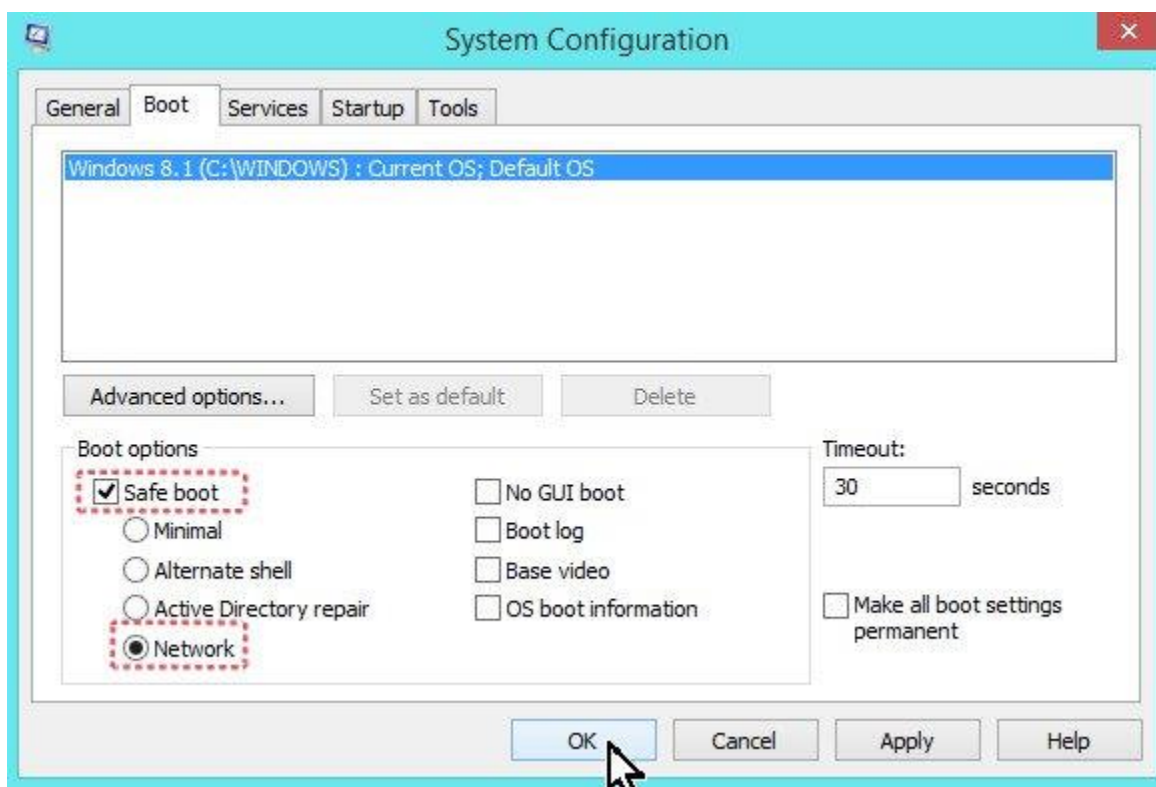 System Configuration
General Boot Services Startup Tools
Windows 8.1 (C:\WINDOWS) : Current OS; Default OS
Advanced options... Set as default Delete
Boot options Timeout:
Safe boot No GUI boot 30 seconds
Minimal Boot log
Alternate shell Base video
Active Directory repair OS boot information Make all boot settings
permanent
Network
OK Cancel Apply Help